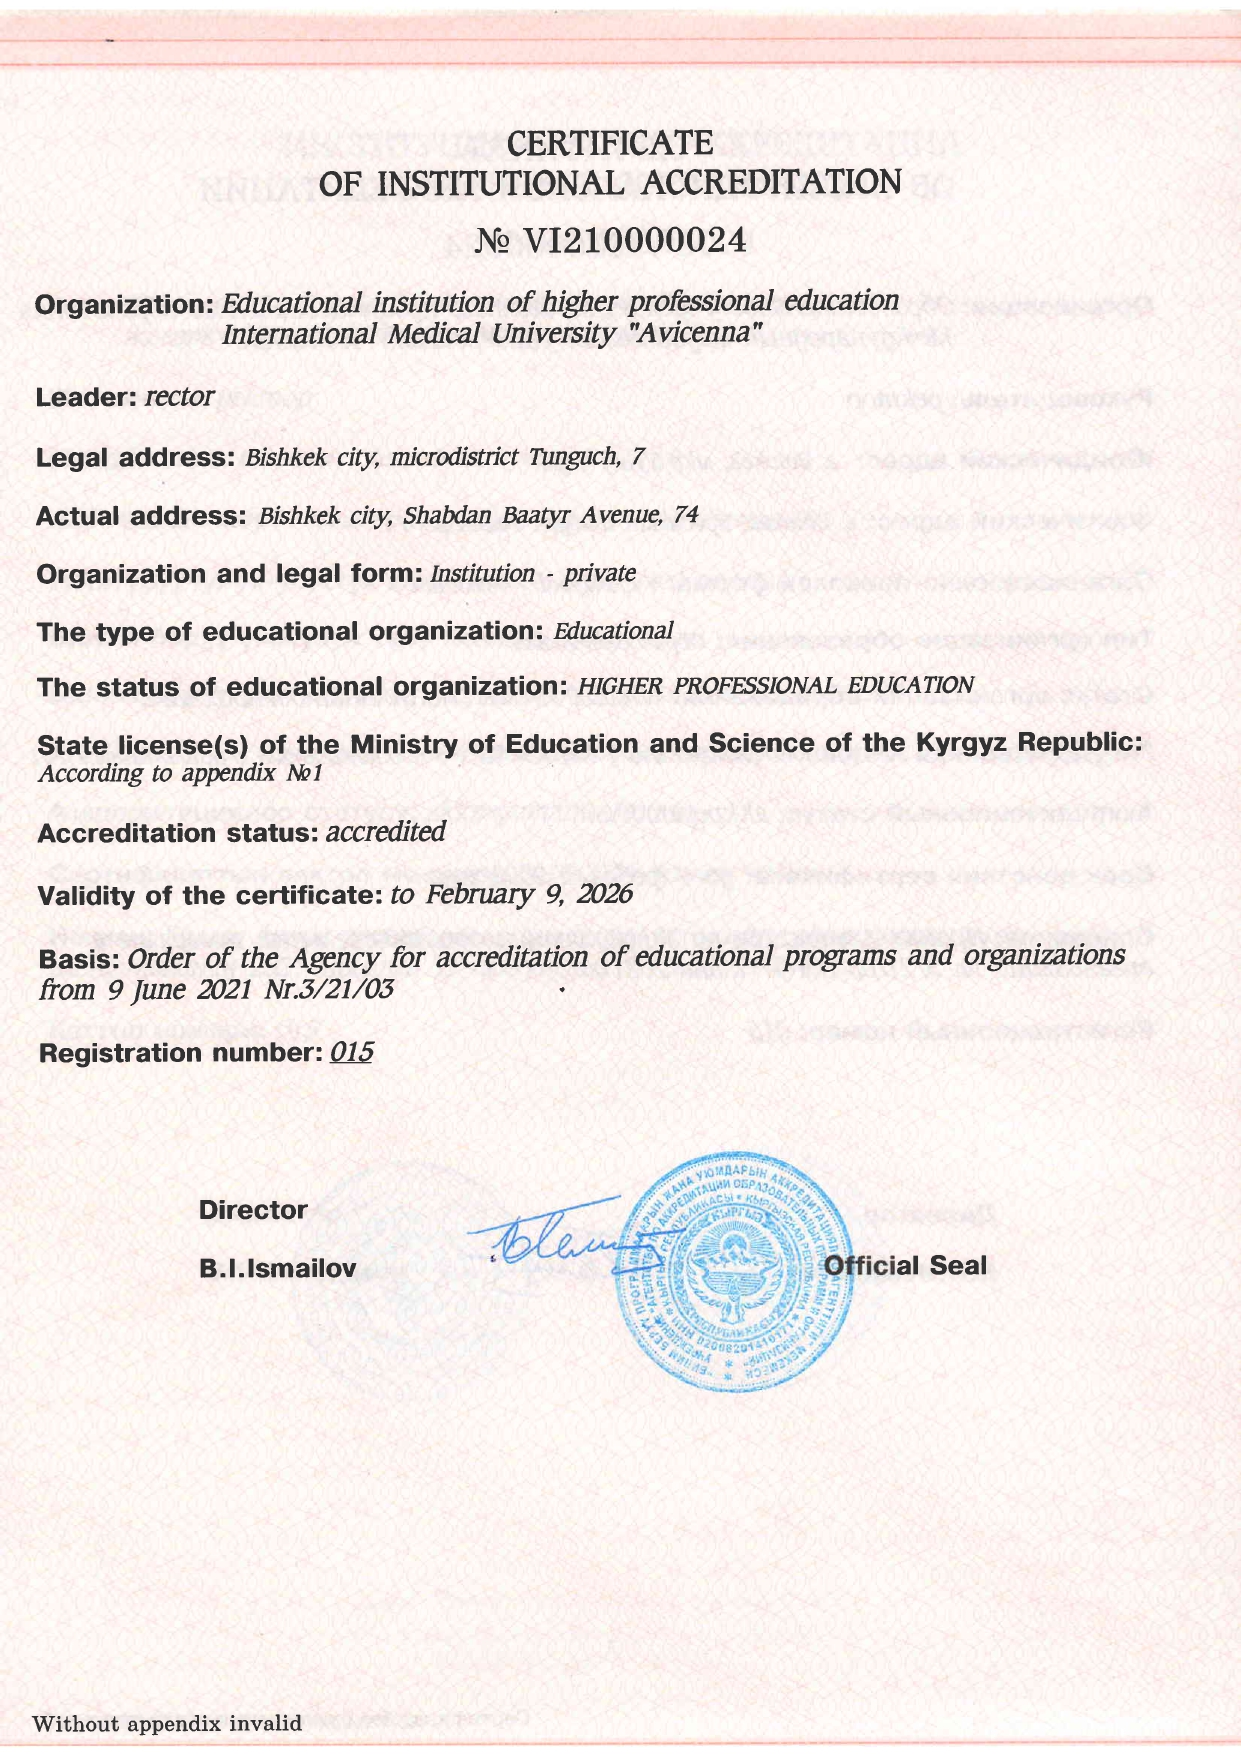 CERTIFICATE
OF INSTITUTIONAL ACCREDITATION
№ VI210000024
Organization: Educational institution of higher professional education
International Medical University "Avicenna"
Leader: rector
Legal address: Bishkek city, microdistrict Tunguch, 7
Actual address: Bishkek city, Shabdan Baatyr Avenue, 74
Organization and legal form: Institution - private
The type of educational organization: Educational
The status of educational organization: HIGHER PROFESSIONAL EDUCATION
State license(s) of the Ministry of Education and Science of the Kyrgyz Republic:
According to appendix №1
Accreditation status: accredited
Validity of the certificate: to February 9, 2026
Basis: Order of the Agency for accreditation of educational programs and organizations
from 9 June 2021 Nr.3/21/03
Registration number: 015
Director
B.I.Ismailov
Official Seal
Without appendix invalid